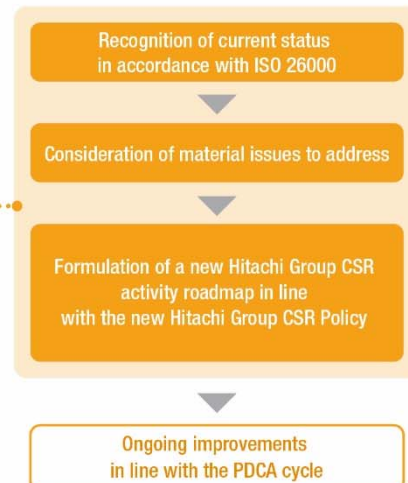 Recognition of current status
in accordance with ISO 26000
Consideration of material issues to address
Formulation of a new Hitachi Group CSR
activity roadmap in line
with the new Hitachi Group CSR Policy
Ongoing improvements
in line with the PDCA cycle